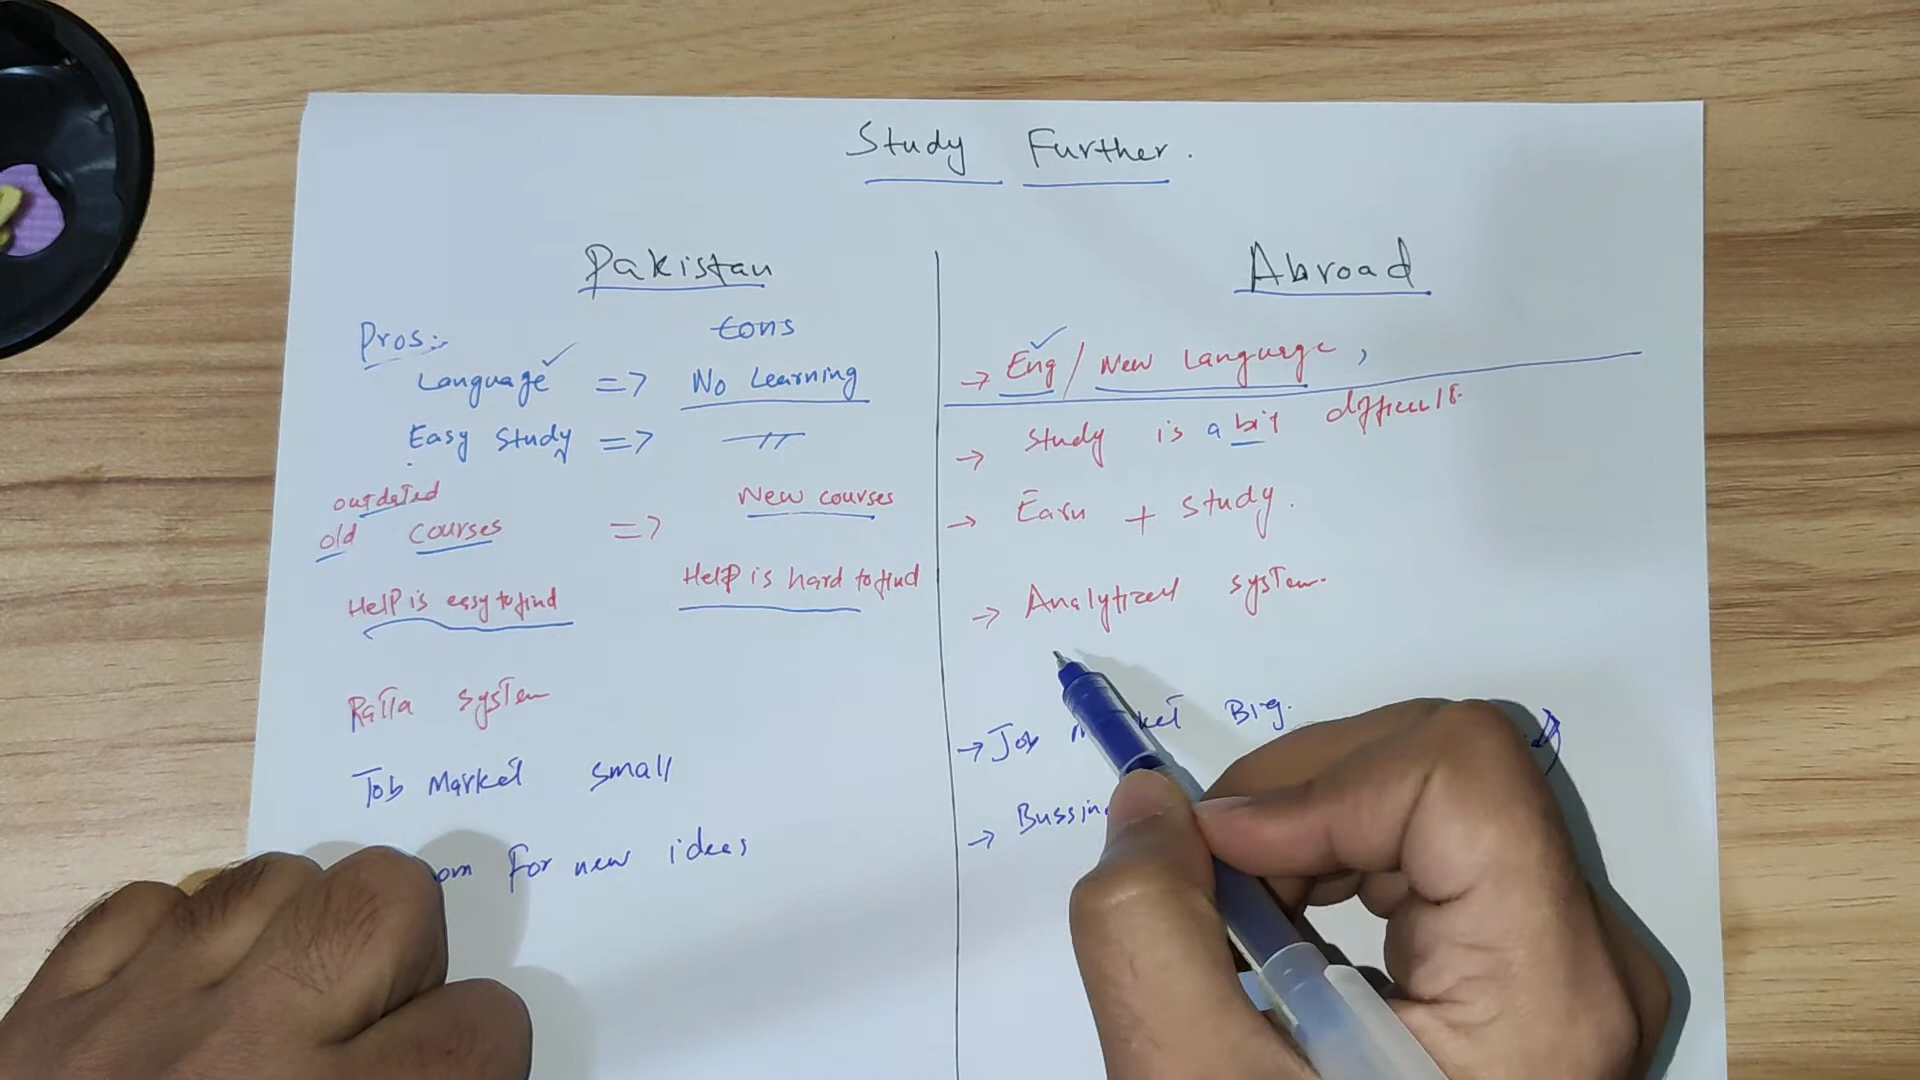 Study Further.
Pakistan
Pros:- Cons
Language ✓ => No Learning
Easy Study => —〃—
outdated
old courses => New courses
Help is easy to find Help is hard to find
Ratta system
Job Market small
For new ideas
Abroad
→ Eng ✓ / New Language,
→ Study is a bit difficult.
→ Earn + Study.
→ Analytical system.
→ Job Market Big.
→